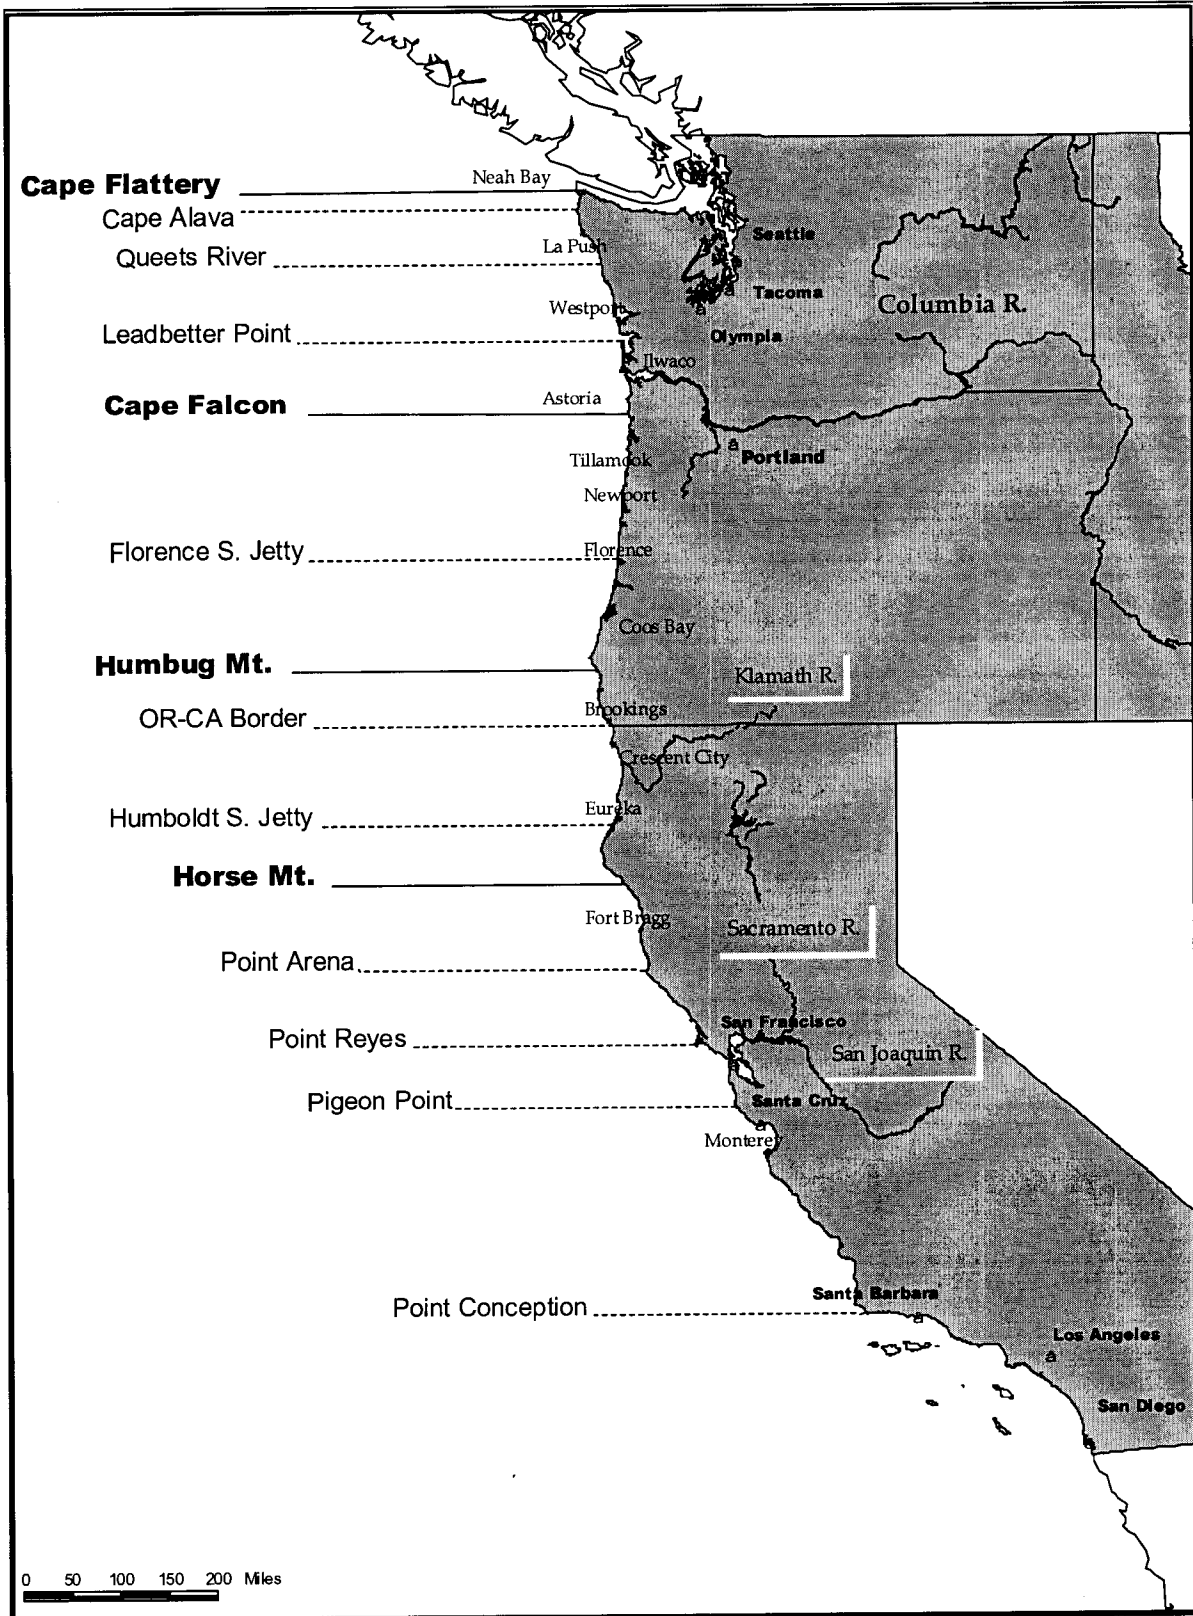 Cape Flattery
Neah Bay
Cape Alava
Seattle
La Push
Queets River
Tacoma
Columbia R.
Westport
Leadbetter Point
Olympia
Ilwaco
Cape Falcon
Astoria
a
Portland
Tillamook
Newport
Florence S. Jetty
Florence
Coos Bay
Humbug Mt.
Klamath R.
Brookings
OR-CA Border
Crescent City
Humboldt S. Jetty
Eureka
Horse Mt.
Fort Bragg
Sacramento R.
Point Arena
San Francisco
Point Reyes
San Joaquin R.
Pigeon Point
Santa Cruz
a
Monterey
Santa Barbara
Point Conception
a
Los Angeles
a
San Diego
0 50 100 150 200 Miles